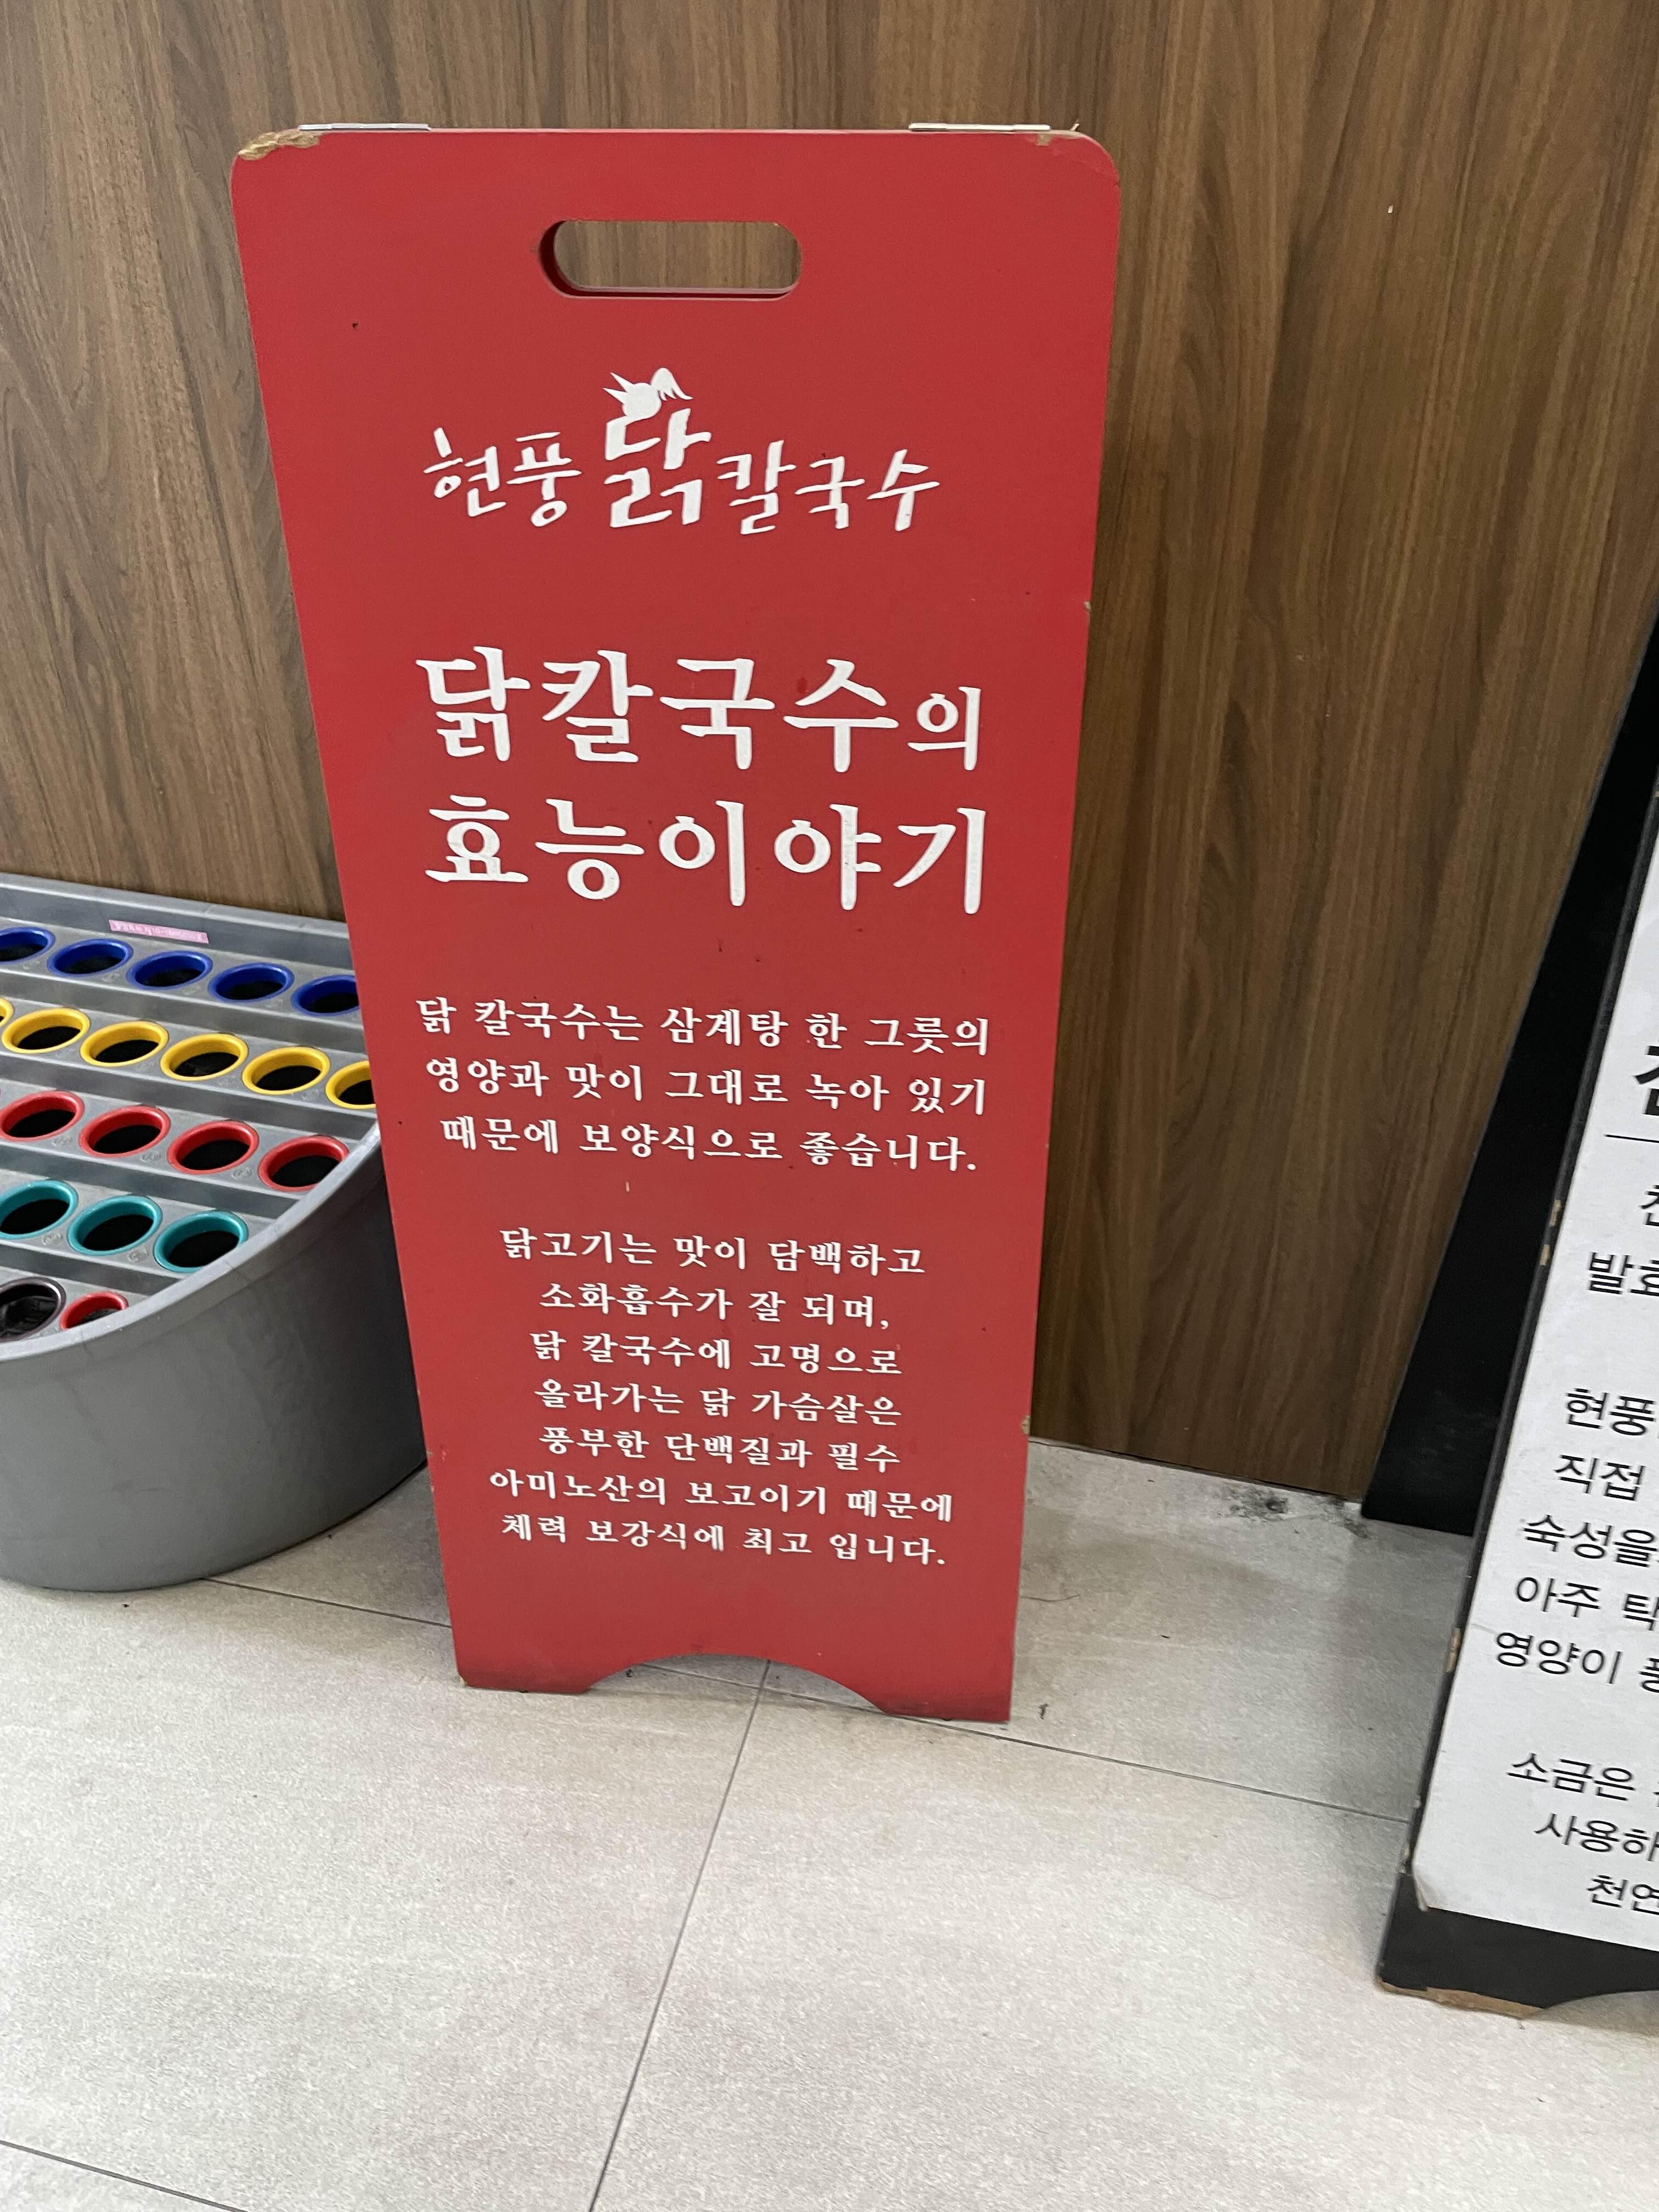 현풍닭칼국수
닭칼국수의
효능이야기
닭 칼국수는 삼계탕 한 그릇의
영양과 맛이 그대로 녹아 있기
때문에 보양식으로 좋습니다.
닭고기는 맛이 담백하고
소화흡수가 잘 되며,
닭 칼국수에 고명으로
올라가는 닭 가슴살은
풍부한 단백질과 필수
아미노산의 보고이기 때문에
체력 보강식에 최고 입니다.
현풍
직접
숙성을
아주
영양이
소금은